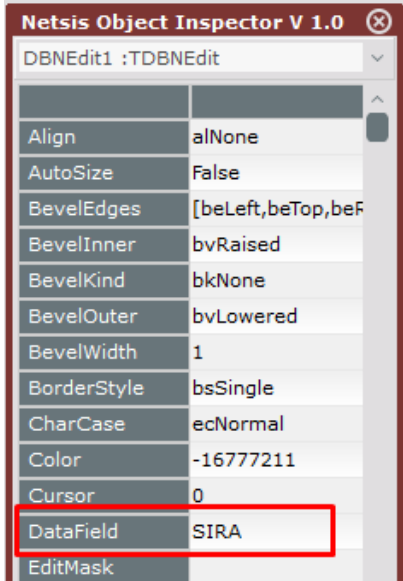 Netsis Object Inspector V 1.0
DBNEdit1 :TDBNEdit
Align alNone
AutoSize False
BevelEdges [beLeft,beTop,beR
BevelInner bvRaised
BevelKind bkNone
BevelOuter bvLowered
BevelWidth 1
BorderStyle bsSingle
CharCase ecNormal
Color -16777211
Cursor 0
DataField SIRA
EditMask